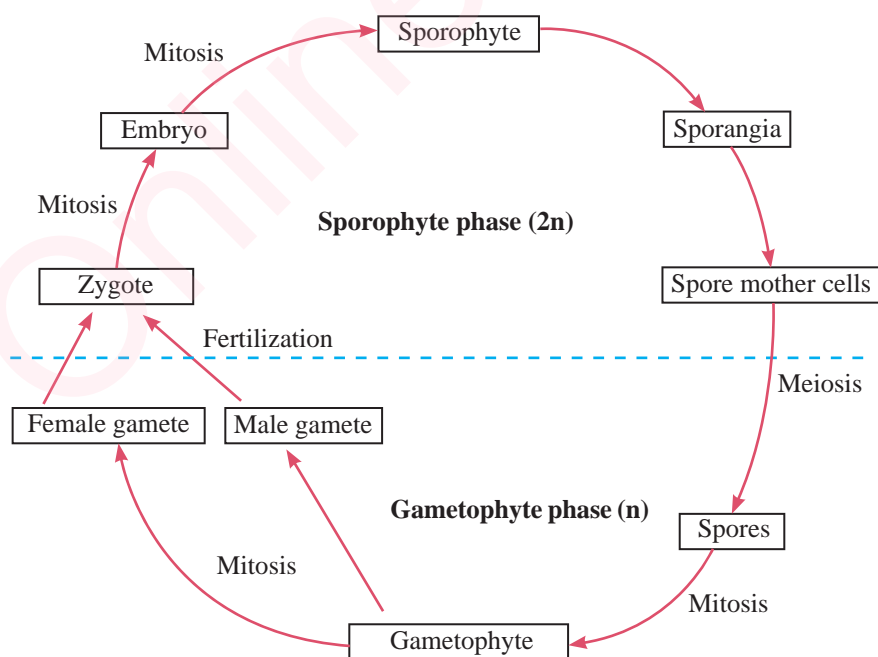 Sporophyte
Mitosis
Embryo
Sporangia
Mitosis
Sporophyte phase (2n)
Zygote
Spore mother cells
Fertilization
Meiosis
Female gamete
Male gamete
Gametophyte phase (n)
Spores
Mitosis
Mitosis
Gametophyte
Online